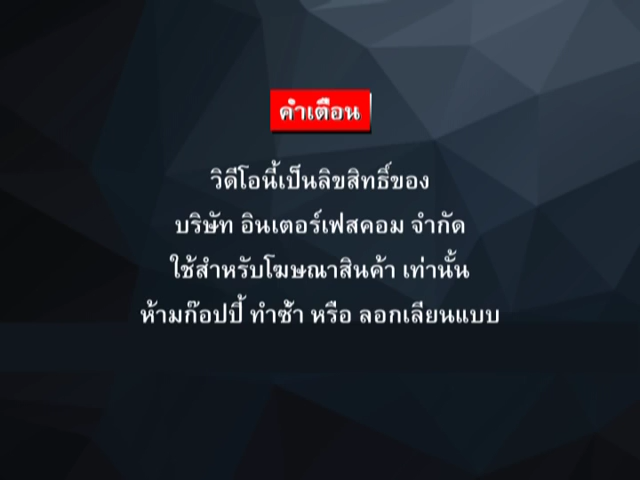 คำเตือน
วิดีโอนี้เป็นลิขสิทธิ์ของ
บริษัท อินเตอร์เฟสคอม จำกัด
ใช้สำหรับโฆษณาสินค้า เท่านั้น
ห้ามก๊อปปี้ ทำซ้ำ หรือ ลอกเลียนแบบ